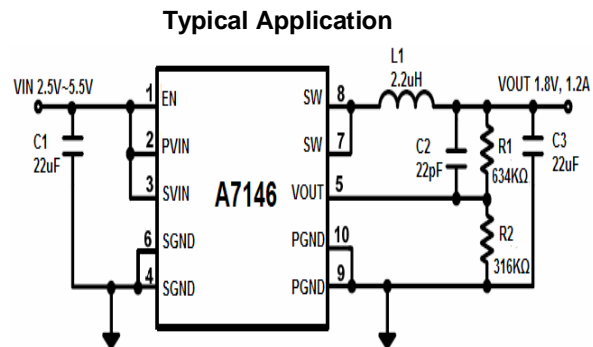 Typical Application
L1
2.2uH
VIN 2.5V~5.5V
VOUT 1.8V, 1.2A
1
EN
SW
8
C1
22uF
2
PVIN
SW
7
C2
22pF
R1
634KΩ
C3
22uF
3
SVIN
A7146
VOUT
5
6
SGND
PGND
10
R2
316KΩ
4
SGND
PGND
9